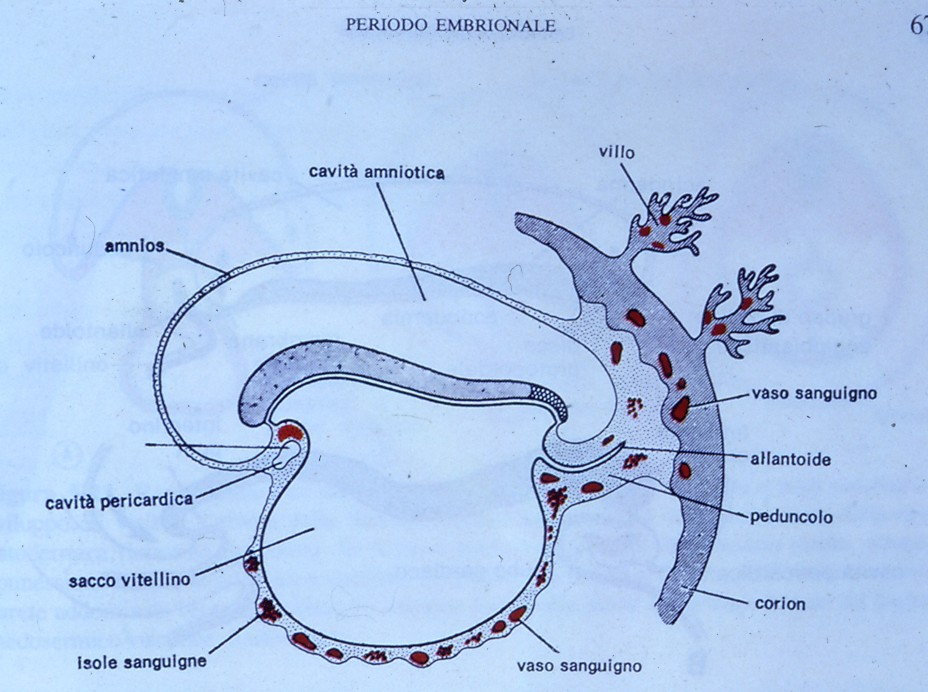 PERIODO EMBRIONALE
67
villo
cavità amniotica
amnios
vaso sanguigno
allantoide
cavità pericardica
peduncolo
sacco vitellino
corion
isole sanguigne
vaso sanguigno